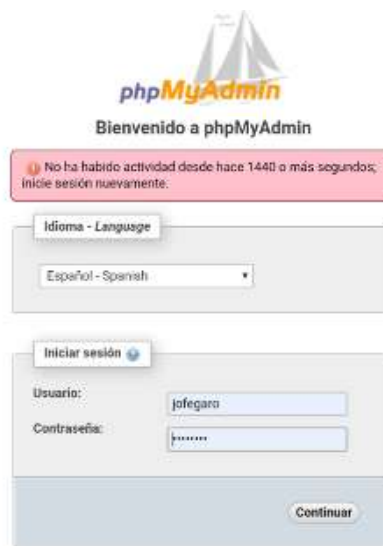 phpMyAdmin
Bienvenido a phpMyAdmin
No ha habido actividad desde hace 1440 o más segundos;
inicie sesión nuevamente.
Idioma - Language
Español - Spanish
Iniciar sesión
Usuario:
jofegaro
Contraseña:
••••••••
Continuar